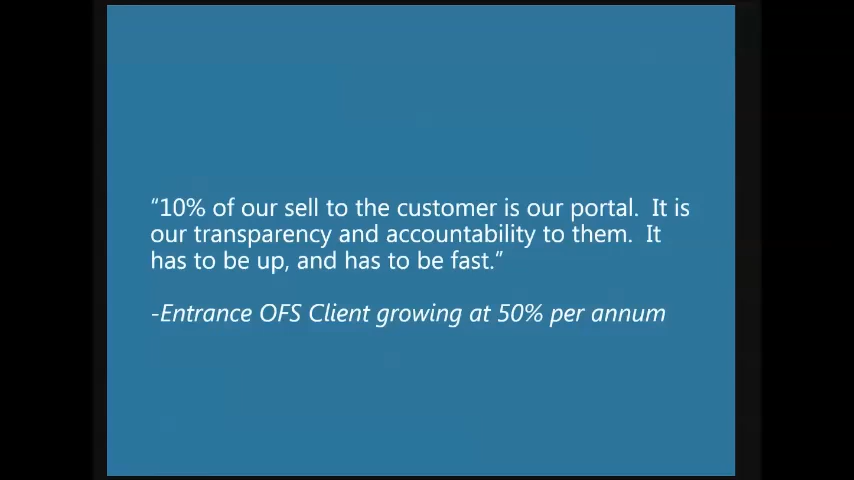 “10% of our sell to the customer is our portal.  It is
our transparency and accountability to them.  It
has to be up, and has to be fast.”
-Entrance OFS Client growing at 50% per annum